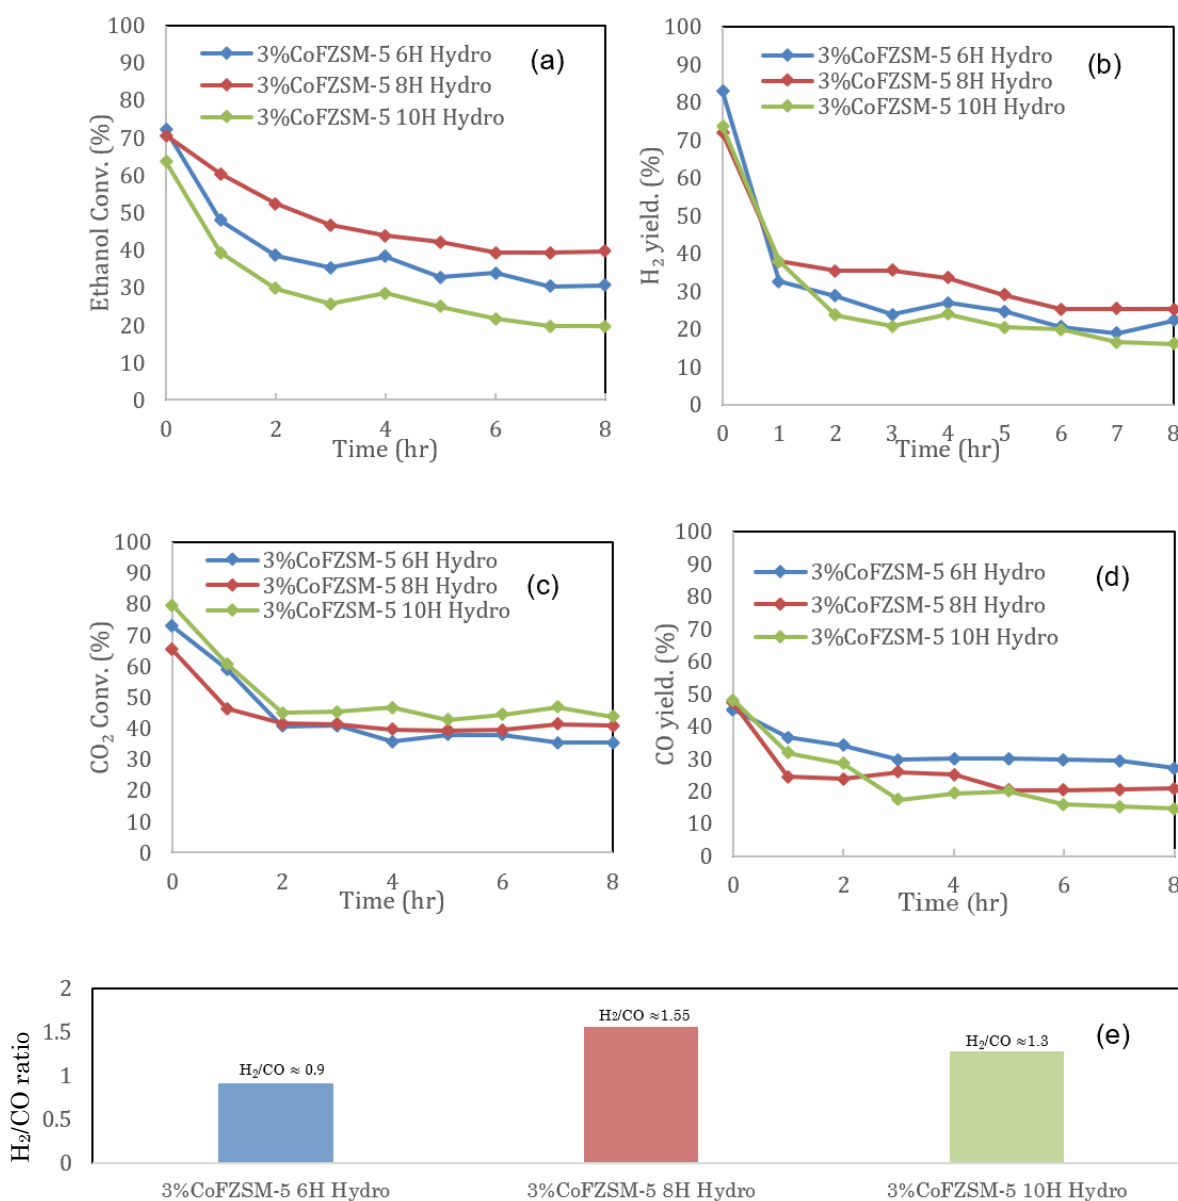 100
90
80
70
60
50
40
30
20
10
0
Ethanol Conv. (%)
3%CoFZSM-5 6H Hydro
3%CoFZSM-5 8H Hydro
3%CoFZSM-5 10H Hydro
(a)
0 2 4 6 8
Time (hr)
100
90
80
70
60
50
40
30
20
10
0
H₂ yield. (%)
3%CoFZSM-5 6H Hydro
3%CoFZSM-5 8H Hydro
3%CoFZSM-5 10H Hydro
(b)
0 1 2 3 4 5 6 7 8
Time (hr)
100
90
80
70
60
50
40
30
20
10
0
CO₂ Conv. (%)
3%CoFZSM-5 6H Hydro
3%CoFZSM-5 8H Hydro
3%CoFZSM-5 10H Hydro
(c)
0 2 4 6 8
Time (hr)
100
90
80
70
60
50
40
30
20
10
0
CO yield. (%)
3%CoFZSM-5 6H Hydro
3%CoFZSM-5 8H Hydro
3%CoFZSM-5 10H Hydro
(d)
0 2 4 6 8
Time (hr)
2
1.5
1
0.5
0
H₂/CO ratio
H₂/CO ≈ 0.9
H₂/CO ≈1.55
H₂/CO ≈1.3
(e)
3%CoFZSM-5 6H Hydro 3%CoFZSM-5 8H Hydro 3%CoFZSM-5 10H Hydro